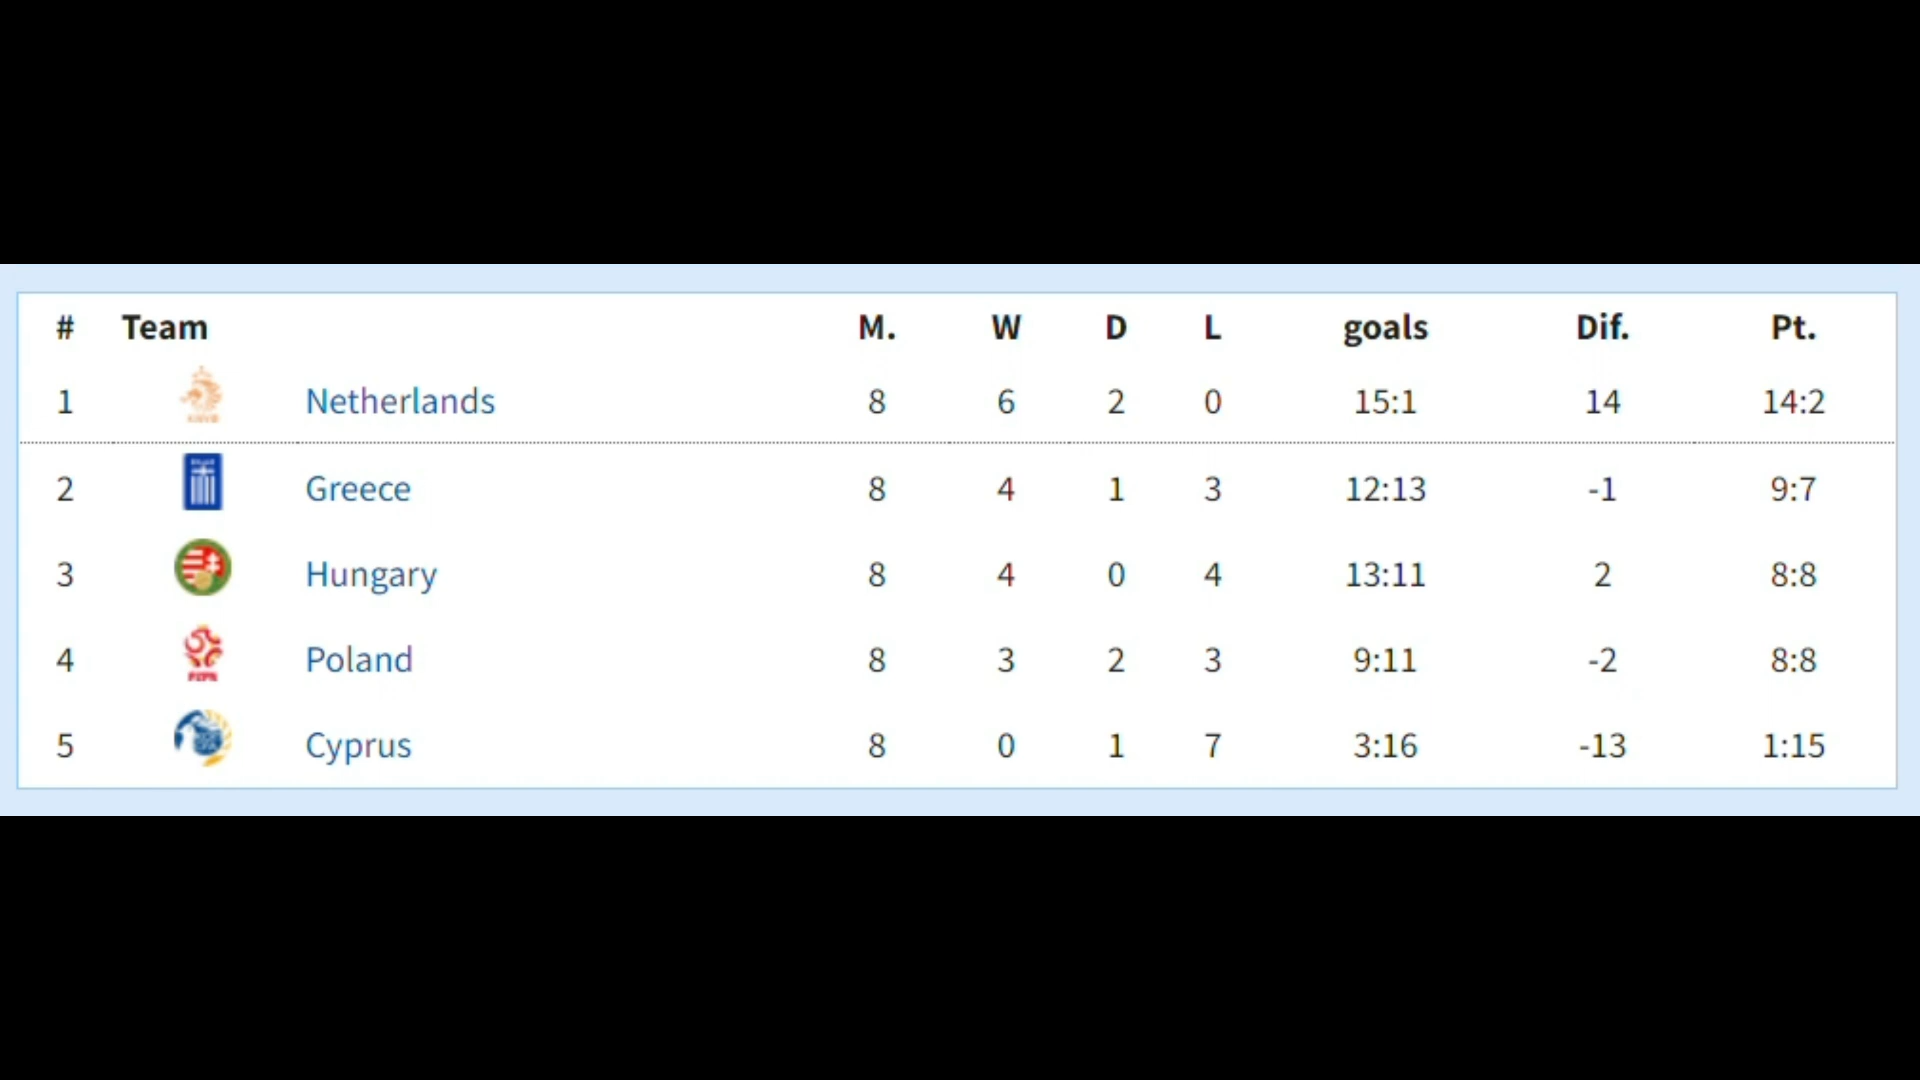 # Team M. W D L goals Dif. Pt.
1 Netherlands 8 6 2 0 15:1 14 14:2
2 Greece 8 4 1 3 12:13 -1 9:7
3 Hungary 8 4 0 4 13:11 2 8:8
4 Poland 8 3 2 3 9:11 -2 8:8
5 Cyprus 8 0 1 7 3:16 -13 1:15